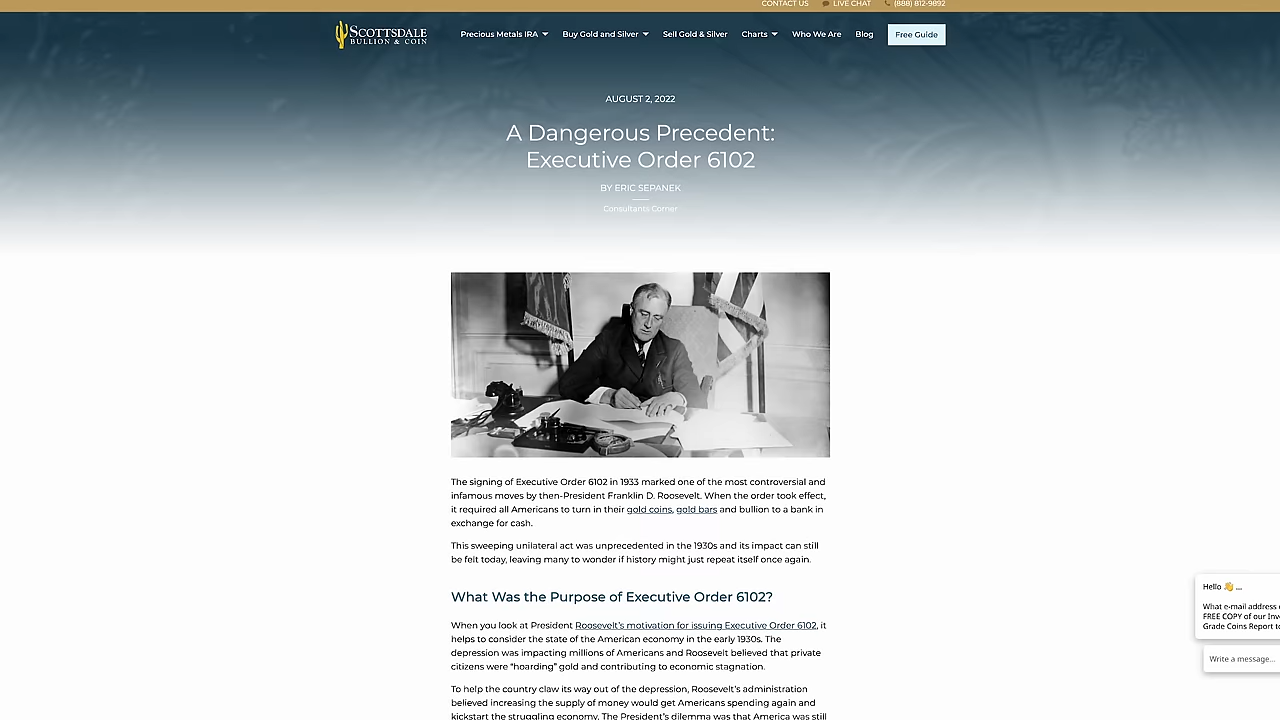 CONTACT US LIVE CHAT (888) 812-9892
SCOTTSDALE
BULLION & COIN
Precious Metals IRA Buy Gold and Silver Sell Gold & Silver Charts Who We Are Blog Free Guide
AUGUST 2, 2022
A Dangerous Precedent:
Executive Order 6102
BY ERIC SEPANEK
Consultants Corner
The signing of Executive Order 6102 in 1933 marked one of the most controversial and
infamous moves by then-President Franklin D. Roosevelt. When the order took effect,
it required all Americans to turn in their gold coins, gold bars and bullion to a bank in
exchange for cash.
This sweeping unilateral act was unprecedented in the 1930s and its impact can still
be felt today, leaving many to wonder if history might just repeat itself once again.
What Was the Purpose of Executive Order 6102?
When you look at President Roosevelt's motivation for issuing Executive Order 6102, it
helps to consider the state of the American economy in the early 1930s. The
depression was impacting millions of Americans and Roosevelt believed that private
citizens were “hoarding” gold and contributing to economic stagnation.
To help the country claw its way out of the depression, Roosevelt's administration
believed increasing the supply of money would get Americans spending again and
kickstart the struggling economy. The President's dilemma was that America was still
Hello 👋 ...
What e-mail address
FREE COPY of our Inv
Grade Coins Report to
Write a message...